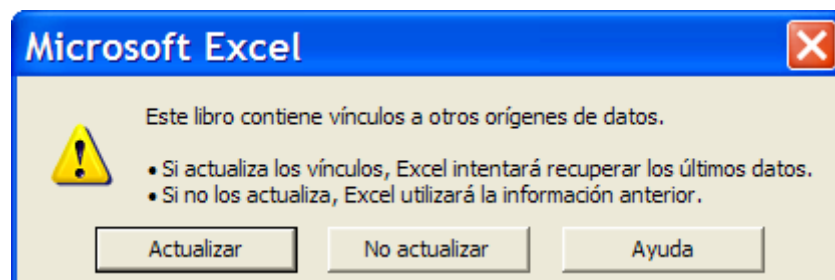 Microsoft Excel
Este libro contiene vínculos a otros orígenes de datos.
• Si actualiza los vínculos, Excel intentará recuperar los últimos datos.
• Si no los actualiza, Excel utilizará la información anterior.
Actualizar No actualizar Ayuda